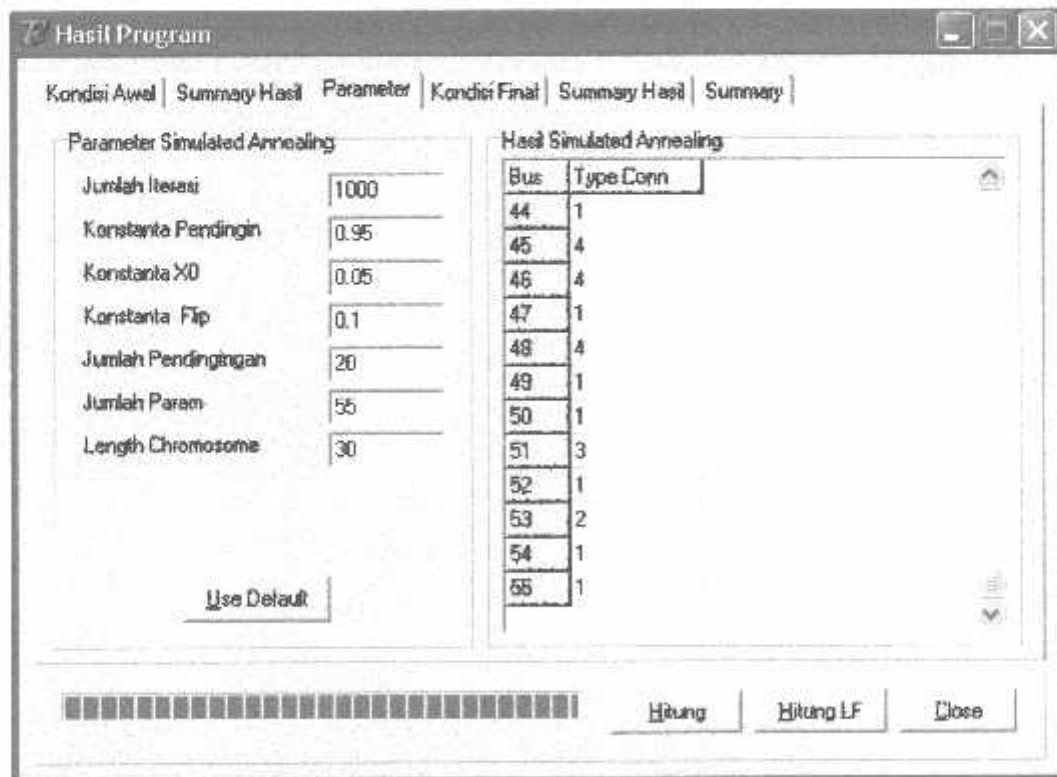 Hasil Program
Kondisi Awal Summary Hasil Parameter Kondisi Final Summary Hasil Summary
Parameter Simulated Annealing
Jumlah Iterasi 1000
Konstanta Pendingin 0.95
Konstanta X0 0.05
Konstanta Flip 0.1
Jumlah Pendingingan 20
Jumlah Param 55
Length Chromosome 30
Use Default
Hasil Simulated Annealing
Bus Type Conn
44 1
45 4
46 4
47 1
48 4
49 1
50 1
51 3
52 1
53 2
54 1
55 1
Hitung Hitung LF Close